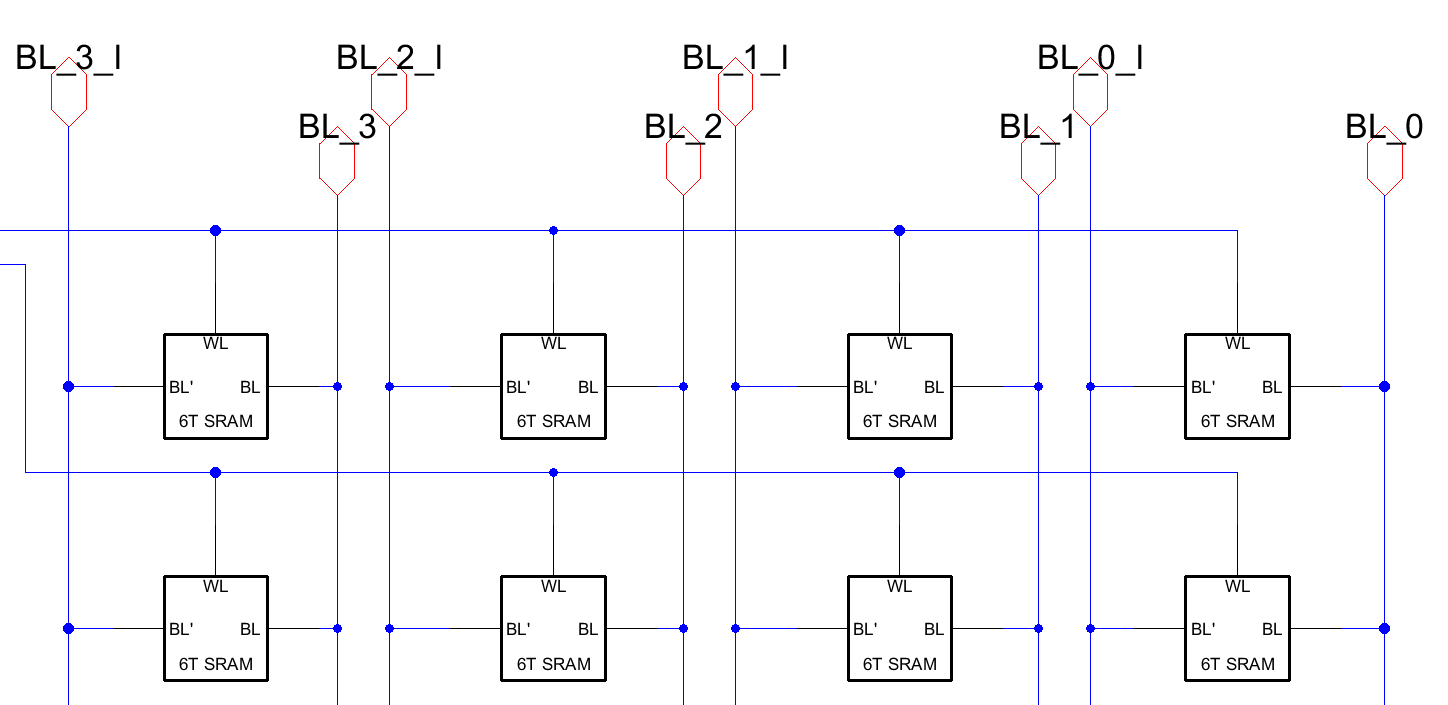 BL_3_I BL_2_I BL_1_I BL_0_I
BL_3 BL_2 BL_1 BL_0
WL WL WL WL
BL' BL BL' BL BL' BL BL' BL
6T SRAM 6T SRAM 6T SRAM 6T SRAM
WL WL WL WL
BL' BL BL' BL BL' BL BL' BL
6T SRAM 6T SRAM 6T SRAM 6T SRAM